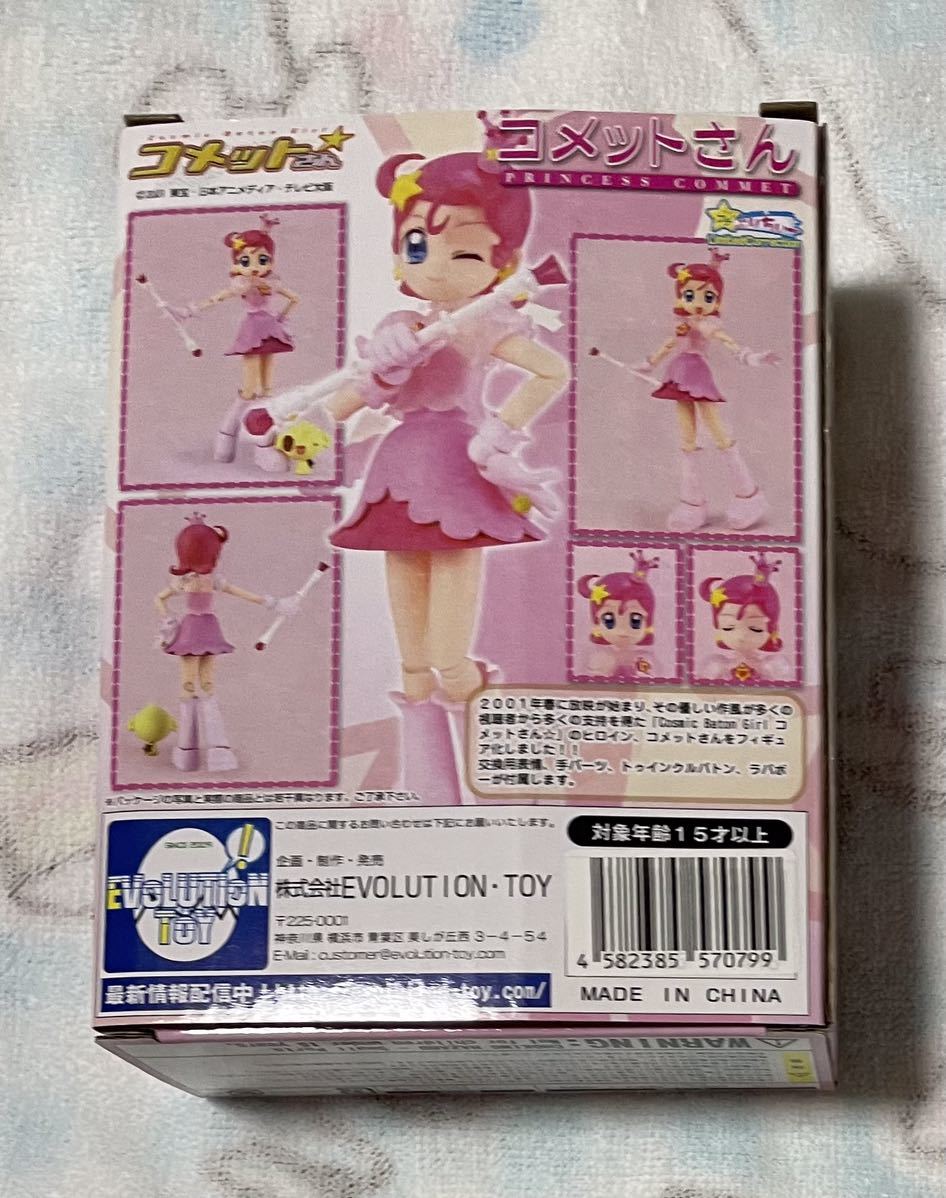 Cosmic Baton Girl
コメットさん
©2001 東宝・日本アニメディア・テレビ大阪
コメットさん
PRINCESS COMMET
2001年春に放映が始まり、その優しい作風が多くの
視聴者から多くの支持を得た「Cosmic Baton Girl コ
メットさん☆」のヒロイン、コメットさんをフィギュ
ア化しました！！
交換用表情、手パーツ、トゥインクルバトン、ラバボ
ーが付属します。
※パッケージの写真と実際の商品とは若干異なります。ご了承下さい。
EVOLUTION
TOY
この商品に関するお問い合わせは下記にお願いいたします。
企画・制作・発売
株式会社EVOLUTION・TOY
〒225-0001
神奈川県 横浜市 青葉区 美しが丘西 3-4-54
E-Mail : customer@evolution-toy.com
最新情報配信中
-toy.com/
対象年齢15才以上
4 582385 570799
MADE IN CHINA
WARNING: